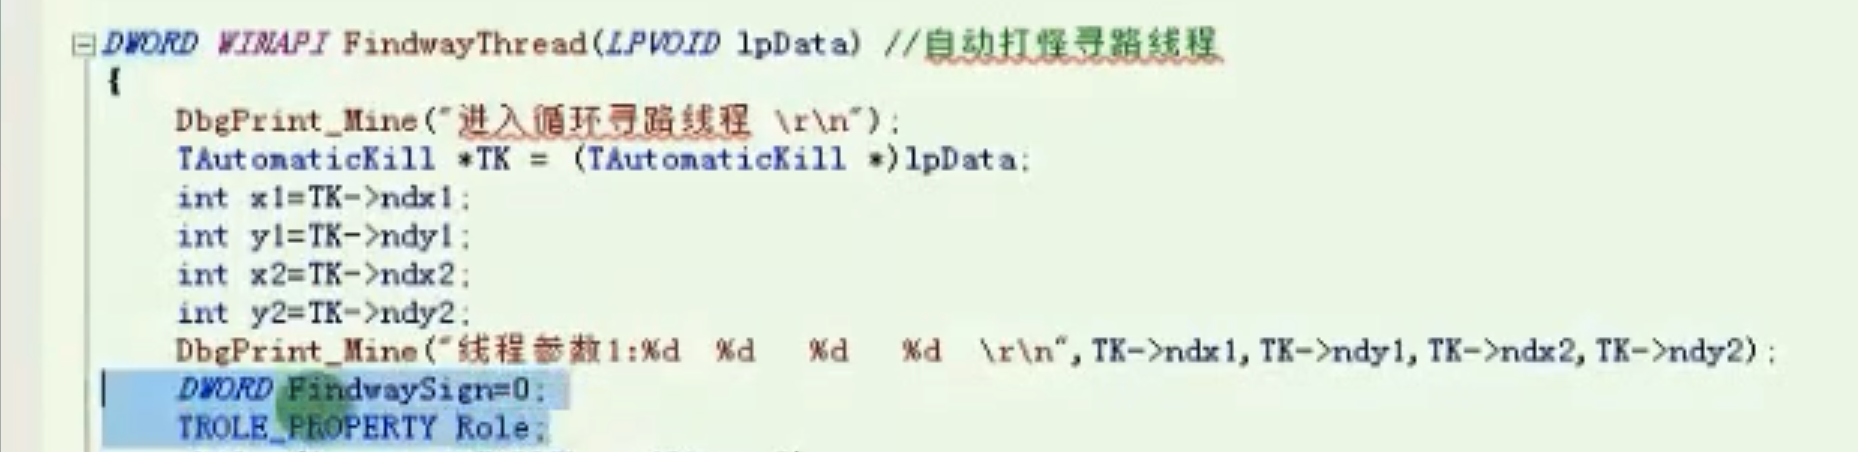 DWORD WINAPI FindwayThread(LPVOID lpData) //自动打怪寻路线程
{
DbgPrint_Mine("进入循环寻路线程 \r\n");
TAutomaticKill *TK = (TAutomaticKill *)lpData;
int x1=TK->ndx1;
int y1=TK->ndy1;
int x2=TK->ndx2;
int y2=TK->ndy2;
DbgPrint_Mine("线程参数1:%d %d %d %d \r\n",TK->ndx1,TK->ndy1,TK->ndx2,TK->ndy2);
DWORD FindwaySign=0;
TROLE_PROPERTY Role;